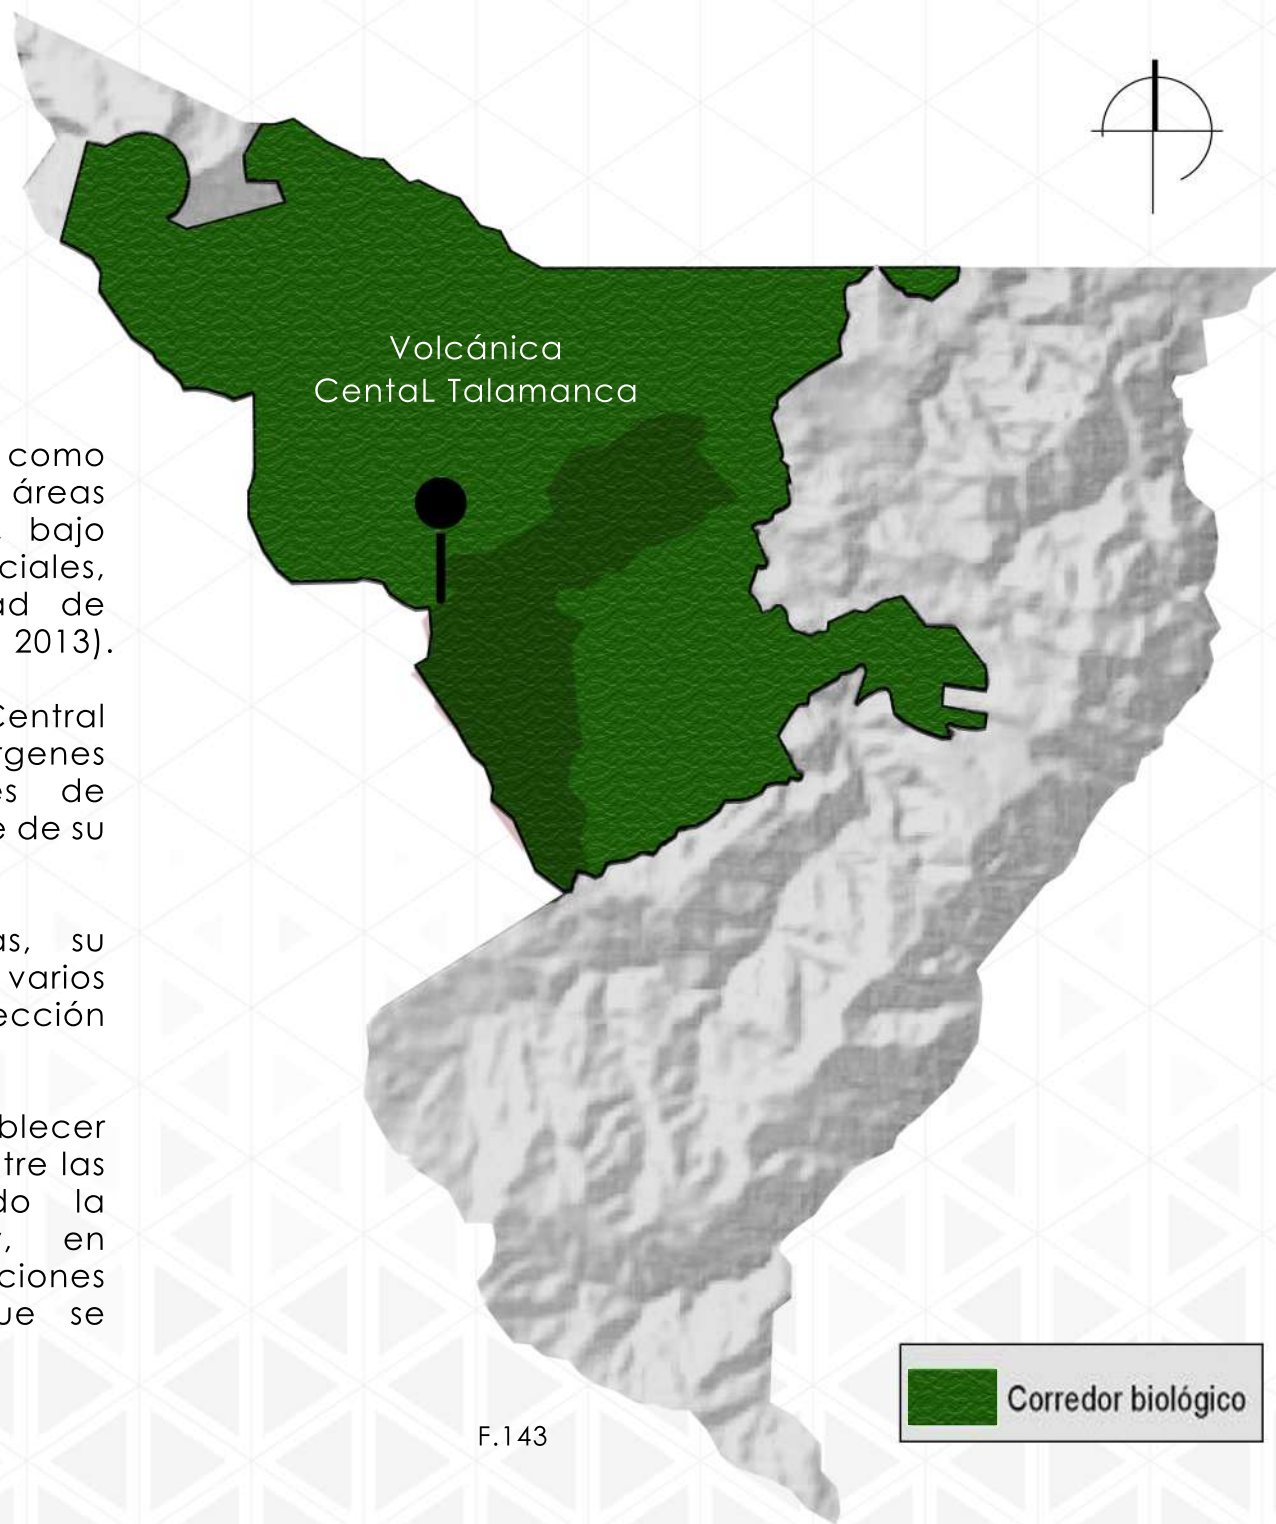 como
áreas
bajo
ciales,
ad de
2013).
Central
rgenes
es de
e de su
as, su
varios
ección
blecer
tre las
do la
, en
ciones
ue se
Volcánica
CentaL Talamanca
Corredor biológico
F.143